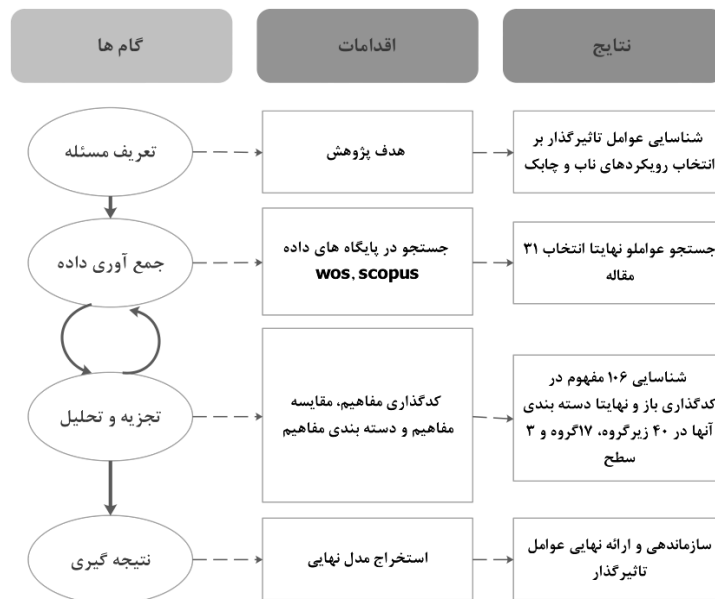 گام ها
اقدامات
نتایج
تعریف مسئله
هدف پژوهش
شناسایی عوامل تاثیرگذار بر
انتخاب رویکردهای ناب و چابک
جمع آوری داده
جستجو در پایگاه های داده
wos, scopus
جستجو عواملو نهایتا انتخاب ۳۱
مقاله
تجزیه و تحلیل
کدگذاری مفاهیم، مقایسه
مفاهیم و دسته بندی مفاهیم
شناسایی ۱۰۶ مفهوم در
کدگذاری باز و نهایتا دسته بندی
آنها در ۴۰ زیرگروه، ۱۷گروه و ۳
سطح
نتیجه گیری
استخراج مدل نهایی
سازماندهی و ارائه نهایی عوامل
تاثیرگذار